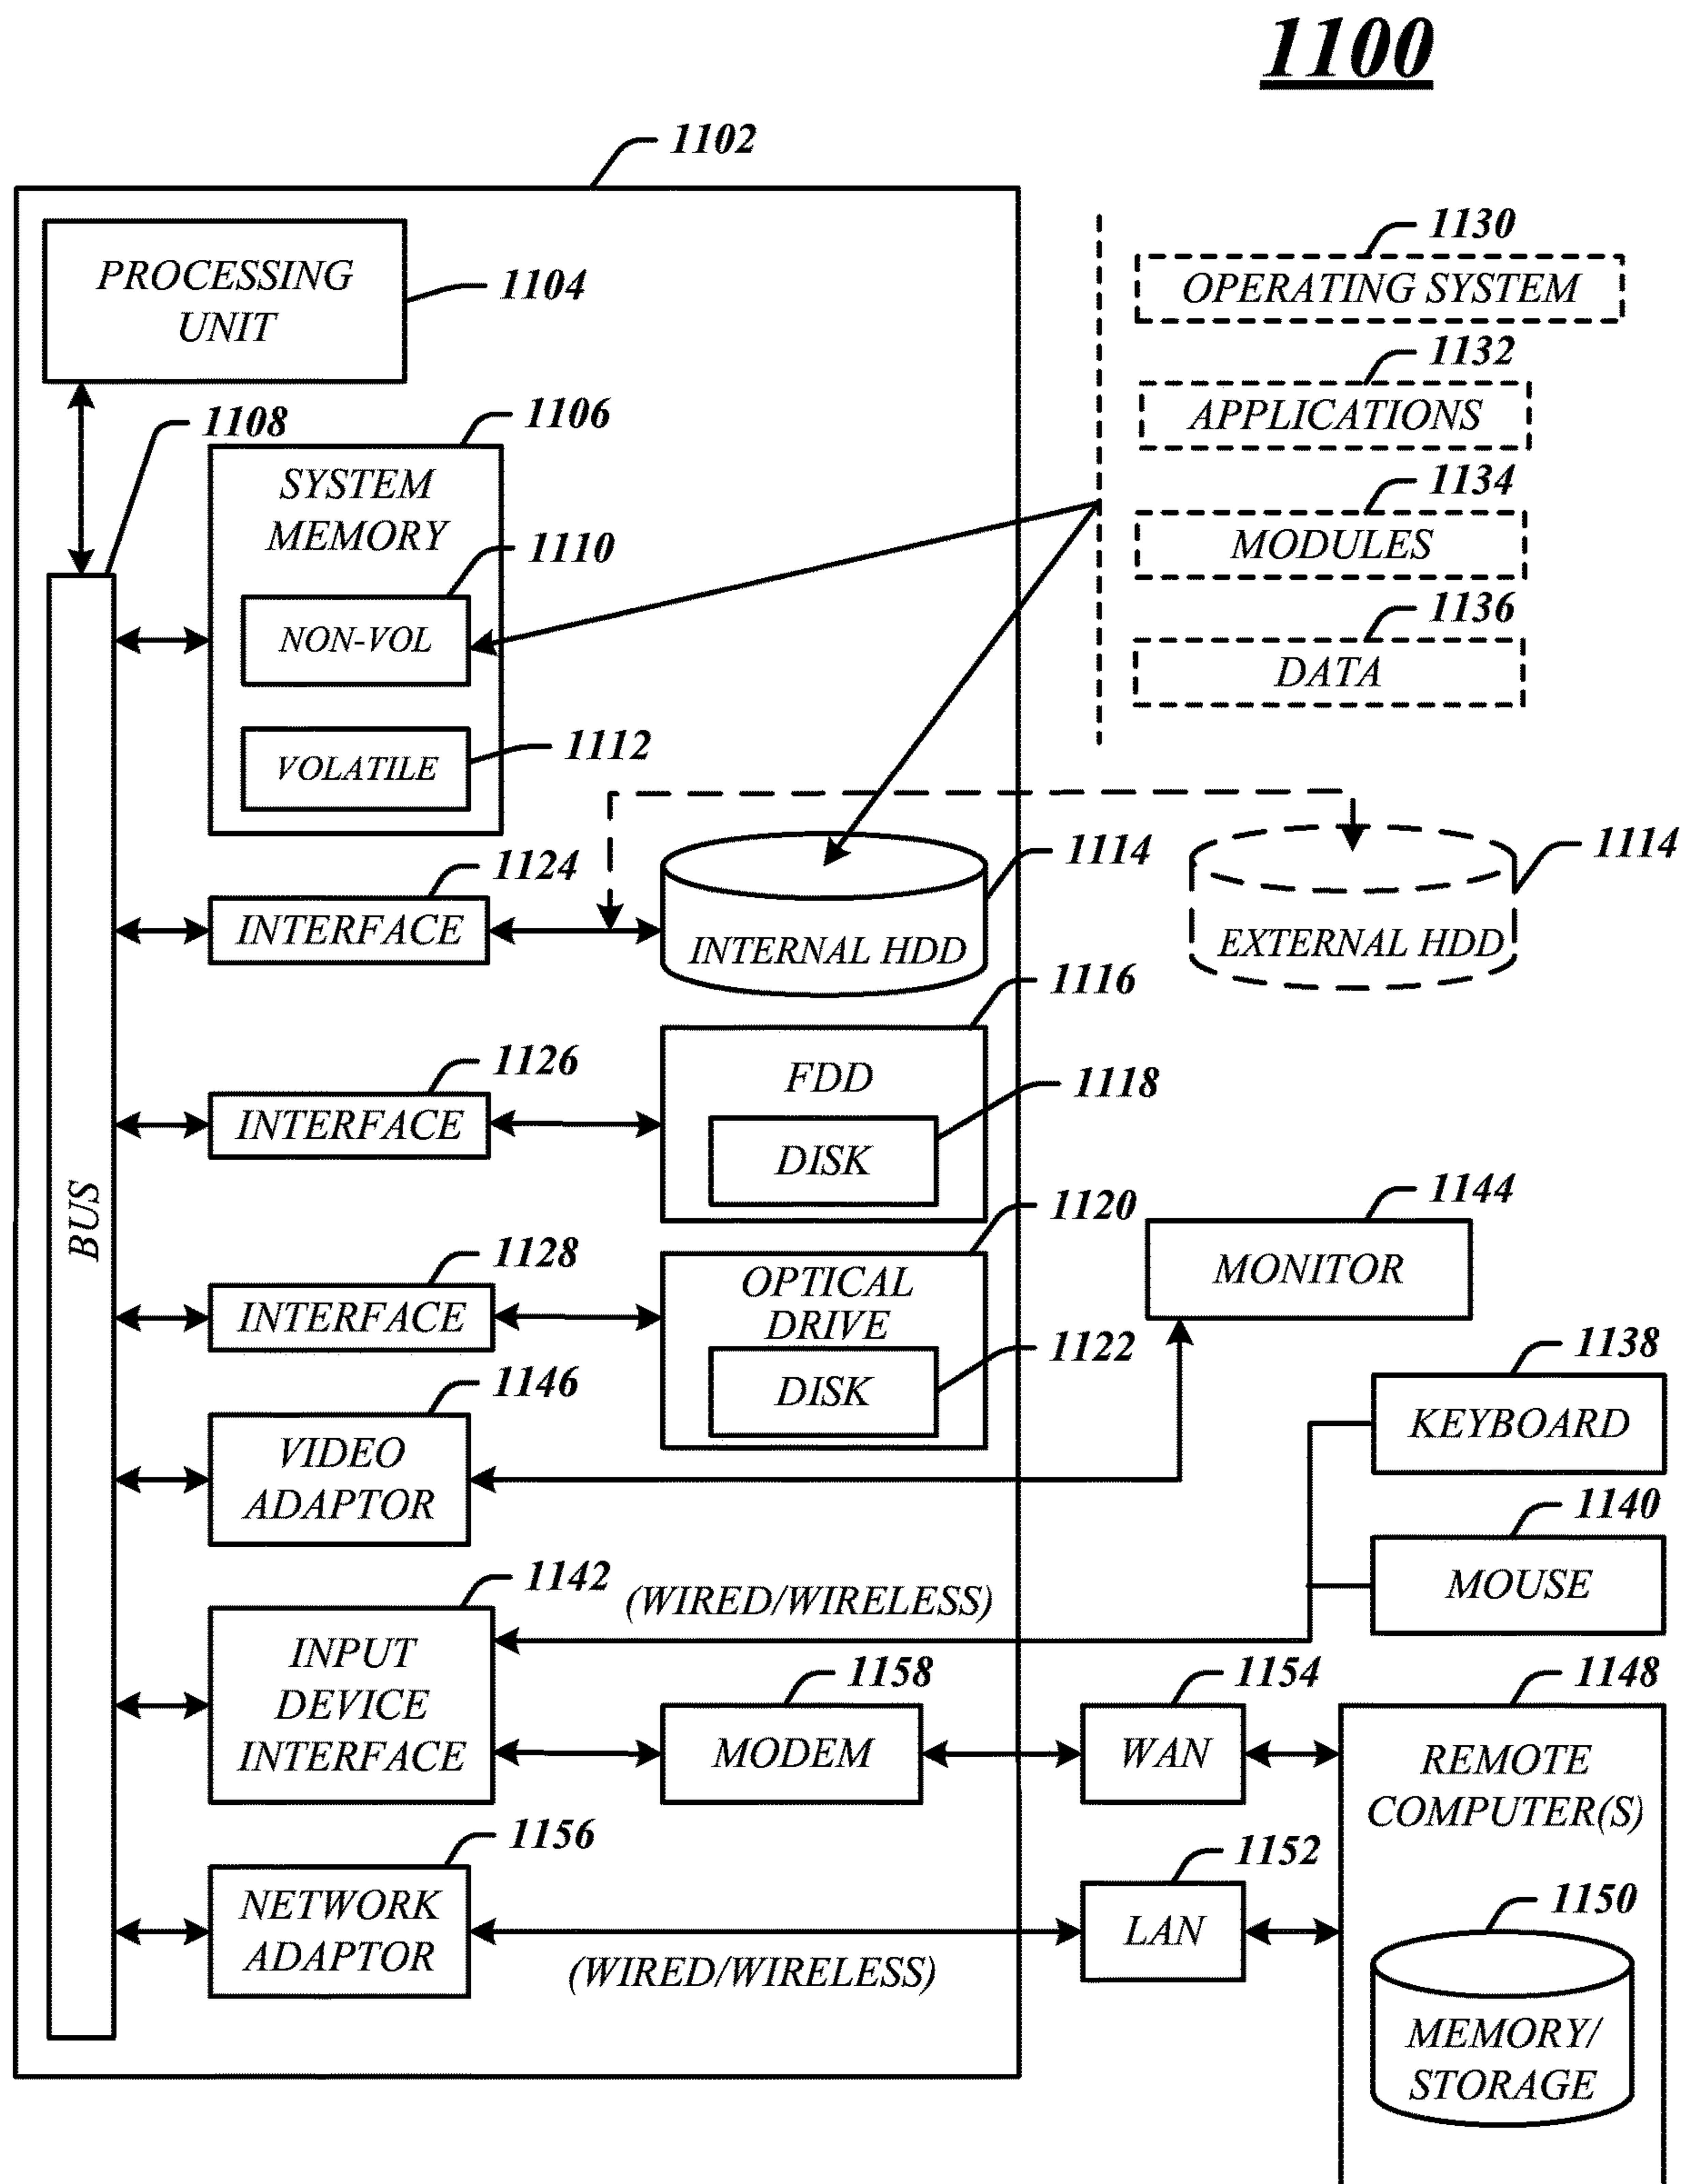 1100
1102
PROCESSING
UNIT
1104
1130
OPERATING SYSTEM
1132
APPLICATIONS
1134
MODULES
1136
DATA
1108
1106
SYSTEM
MEMORY
1110
NON-VOL
1112
VOLATILE
BUS
1124
INTERFACE
1114
INTERNAL HDD
1114
EXTERNAL HDD
1116
FDD
1118
DISK
1126
INTERFACE
1120
OPTICAL
DRIVE
1122
DISK
1128
INTERFACE
1144
MONITOR
1146
VIDEO
ADAPTOR
1138
KEYBOARD
1140
MOUSE
1142
INPUT
DEVICE
INTERFACE
(WIRED/WIRELESS)
1158
MODEM
1154
WAN
1148
REMOTE
COMPUTER(S)
1156
NETWORK
ADAPTOR
(WIRED/WIRELESS)
1152
LAN
1150
MEMORY/
STORAGE